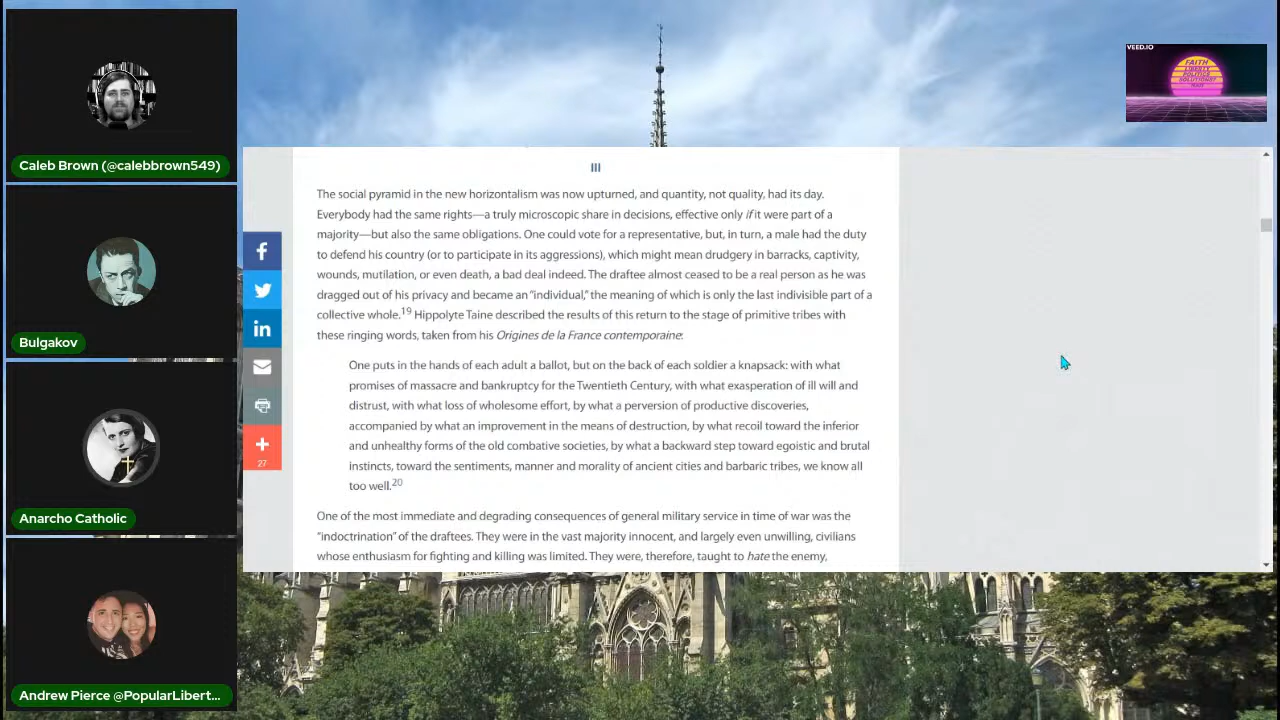 Caleb Brown (@calebbrown549)
Bulgakov
Anarcho Catholic
Andrew Pierce @PopularLibert...
VEED.IO
FAITH
LIBERTY
POLITICS
III
The social pyramid in the new horizontalism was now upturned, and quantity, not quality, had its day.
Everybody had the same rights—a truly microscopic share in decisions, effective only if it were part of a
majority—but also the same obligations. One could vote for a representative, but, in turn, a male had the duty
to defend his country (or to participate in its aggressions), which might mean drudgery in barracks, captivity,
wounds, mutilation, or even death, a bad deal indeed. The draftee almost ceased to be a real person as he was
dragged out of his privacy and became an “individual,” the meaning of which is only the last indivisible part of a
collective whole.19 Hippolyte Taine described the results of this return to the stage of primitive tribes with
these ringing words, taken from his Origines de la France contemporaine:
One puts in the hands of each adult a ballot, but on the back of each soldier a knapsack: with what
promises of massacre and bankruptcy for the Twentieth Century, with what exasperation of ill will and
distrust, with what loss of wholesome effort, by what a perversion of productive discoveries,
accompanied by what an improvement in the means of destruction, by what recoil toward the inferior
and unhealthy forms of the old combative societies, by what a backward step toward egoistic and brutal
instincts, toward the sentiments, manner and morality of ancient cities and barbaric tribes, we know all
too well.20
One of the most immediate and degrading consequences of general military service in time of war was the
“indoctrination” of the draftees. They were in the vast majority innocent, and largely even unwilling, civilians
whose enthusiasm for fighting and killing was limited. They were, therefore, taught to hate the enemy,
27